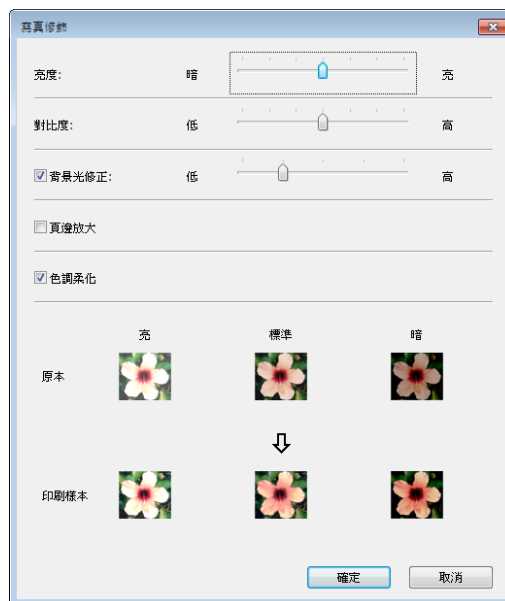 寫真修飾
亮度: 暗 亮
對比度: 低 高
背景光修正: 低 高
頁邊放大
色調柔化
亮 標準 暗
原本
印刷樣本
確定 取消